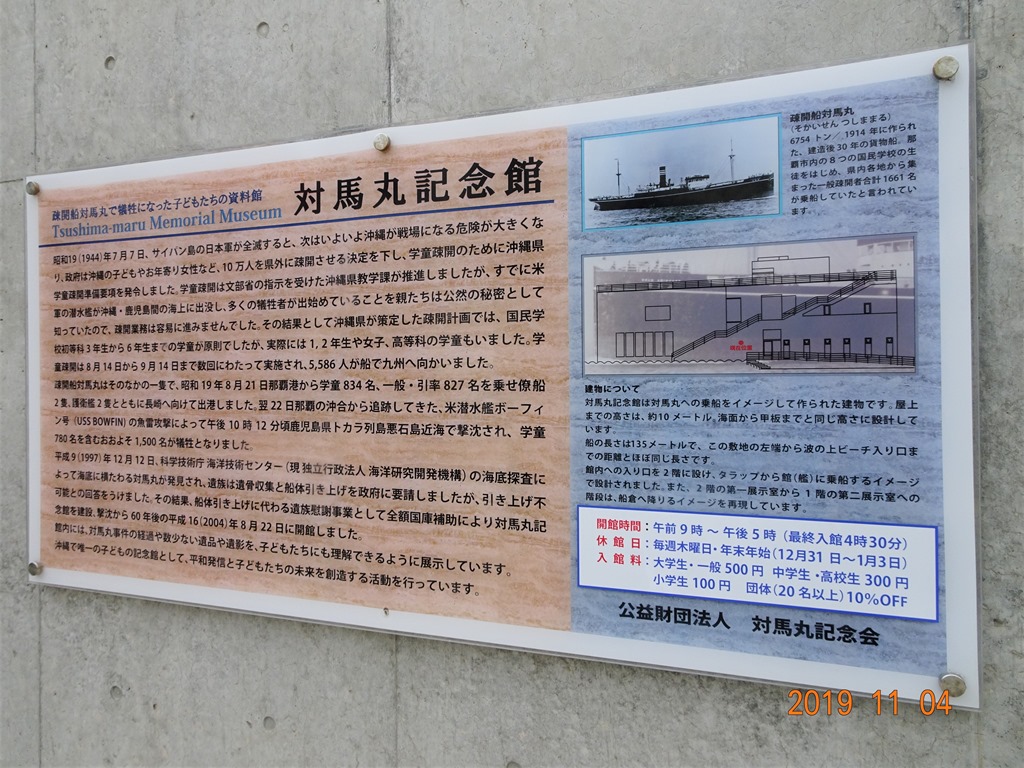 疎開船対馬丸で犠牲になった子どもたちの資料館
Tsushima-maru Memorial Museum
対馬丸記念館
昭和19(1944)年7月7日、サイパン島の日本軍が全滅すると、次はいよいよ沖縄が戦場になる危険が大きくな
り、政府は沖縄の子どもやお年寄り女性など、10万人を県外に疎開させる決定を下し、学童疎開のために沖縄県
学童疎開準備要項を発令しました。学童疎開は文部省の指示を受けた沖縄県教学課が推進しましたが、すでに米
軍の潜水艦が沖縄・鹿児島間の海上に出没し、多くの犠牲者が出始めていることを親たちは公然の秘密として
知っていたので、疎開業務は容易に進みませんでした。その結果として沖縄県が策定した疎開計画では、国民学
校初等科3年生から6年生までの学童が原則でしたが、実際には1,2年生や女子、高等科の学童もいました。学
童疎開は8月14日から9月14日まで数回にわたって実施され、5,586人が船で九州へ向かいました。
疎開船対馬丸はそのなかの一隻で、昭和19年8月21日那覇港から学童834名、一般・引率827名を乗せ僚船
2隻、護衛艦2隻とともに長崎へ向けて出港しました。翌22日那覇の沖合から追跡してきた、米潜水艦ボーフィ
ン号(USS BOWFIN)の魚雷攻撃によって午後10時12分頃鹿児島県トカラ列島悪石島近海で撃沈され、学童
780名を含むおおよそ1,500名が犠牲となりました。
平成9(1997)年12月12日、科学技術庁 海洋技術センター(現 独立行政法人 海洋研究開発機構)の海底探査に
よって海底に横たわる対馬丸が発見され、遺族は遺骨収集と船体引き上げを政府に要請しましたが、引き上げ不
可能との回答をうけました。その結果、船体引き上げに代わる遺族慰謝事業として全額国庫補助により対馬丸記
念館を建設、撃沈から60年後の平成16(2004)年8月22日に開館しました。
館内には、対馬丸事件の経過や数少ない遺品や遺影を、子どもたちにも理解できるように展示しています。
沖縄で唯一の子どもの記念館として、平和発信と子どもたちの未来を創造する活動を行っています。
疎開船対馬丸
(そかいせん つしままる)
6754トン/1914年に作られ
た、建造後30年の貨物船。那
覇市内の8つの国民学校の生
徒をはじめ、県内各地から集
まった一般疎開者合計1661名
が乗船していたと言われてい
ます。
現在位置
建物について
対馬丸記念館は対馬丸への乗船をイメージして作られた建物です。屋上
までの高さは、約10メートル。海面から甲板までと同じ高さに設計して
います。
船の長さは135メートルで、この敷地の左端から波の上ビーチ入り口ま
での距離とほぼ同じ長さです。
館内への入り口を2階に設け、タラップから館(艦)に乗船するイメージ
で設計されました。また、2階の第一展示室から1階の第二展示室への
階段は、船倉へ降りるイメージを再現しています。
開館時間：午前9時～午後5時(最終入館4時30分)
休館日：毎週木曜日・年末年始(12月31日～1月3日)
入館料：大学生・一般500円 中学生・高校生300円
小学生100円 団体(20名以上)10%OFF
公益財団法人 対馬丸記念会
2019 11 04